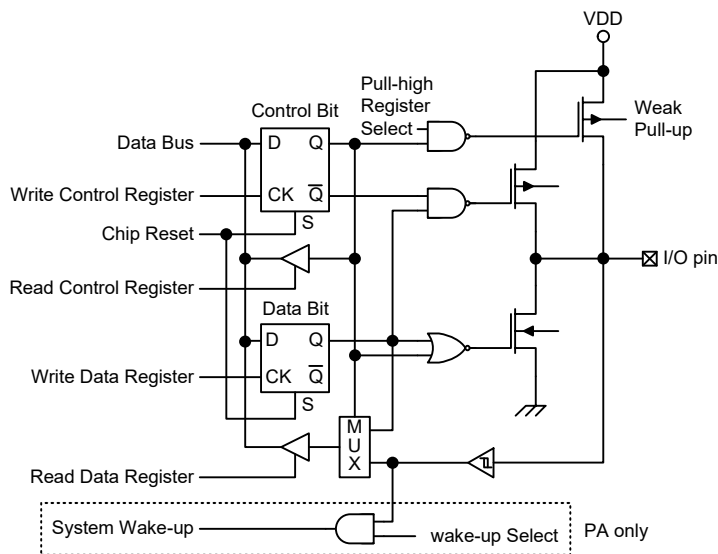 VDD
Control Bit
Pull-high
Register
Select
Weak
Pull-up
Data Bus
D
Q
Write Control Register
CK
Q
S
Chip Reset
I/O pin
Read Control Register
Data Bit
D
Q
Write Data Register
CK
Q
S
M
U
X
Read Data Register
System Wake-up
wake-up Select
PA only